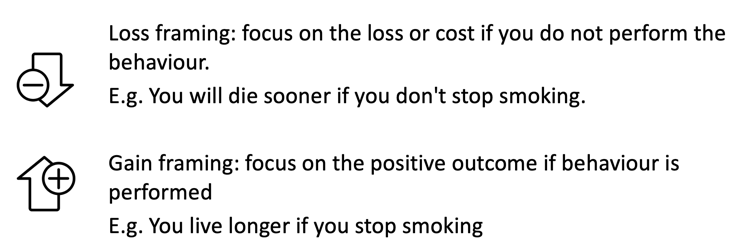 Loss framing: focus on the loss or cost if you do not perform the
behaviour.
E.g. You will die sooner if you don't stop smoking.
Gain framing: focus on the positive outcome if behaviour is
performed
E.g. You live longer if you stop smoking